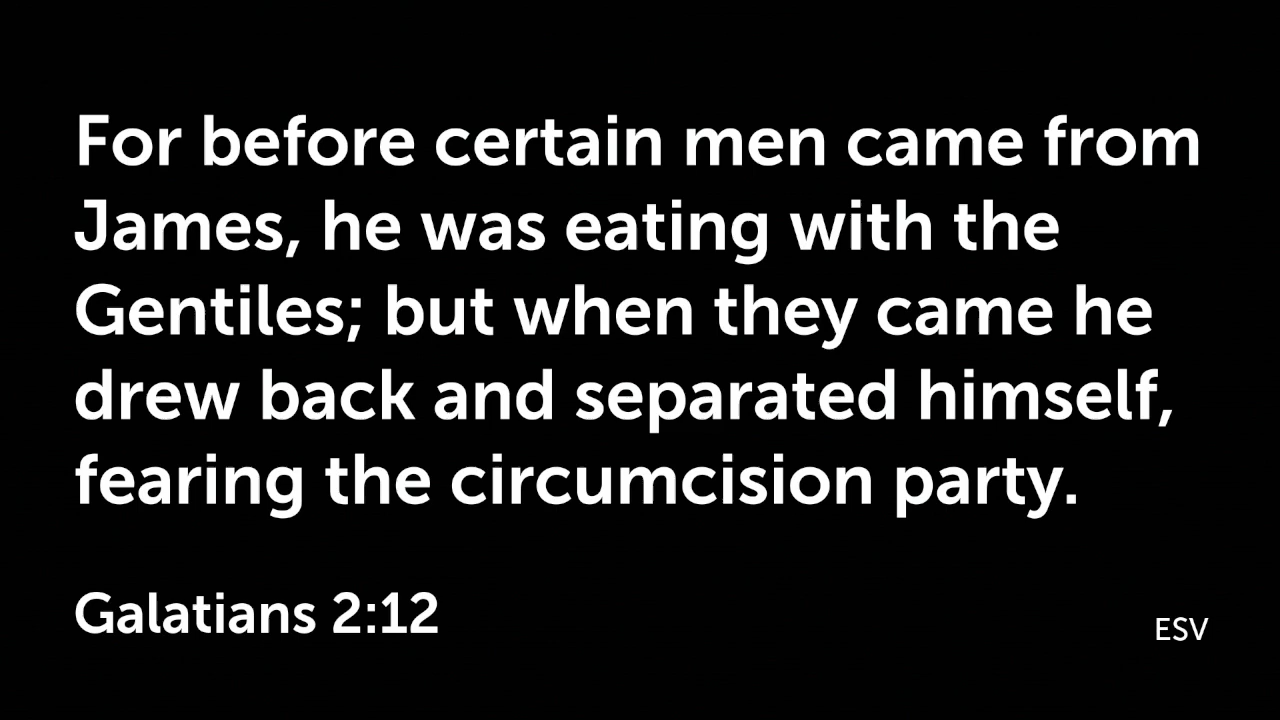 For before certain men came from
James, he was eating with the
Gentiles; but when they came he
drew back and separated himself,
fearing the circumcision party.
Galatians 2:12
ESV